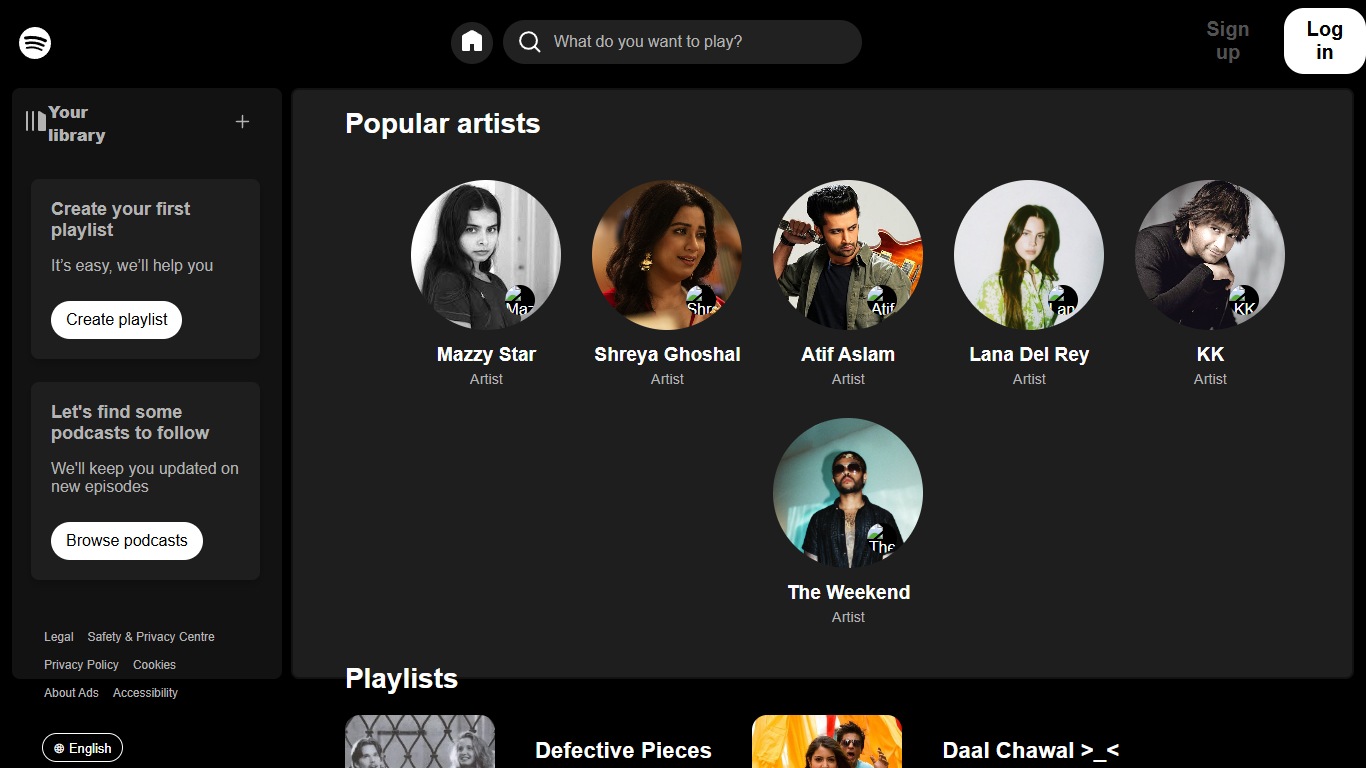 What do you want to play?
Sign
up
Log
in
Your
library
Create your first
playlist
It's easy, we'll help you
Create playlist
Let's find some
podcasts to follow
We'll keep you updated on
new episodes
Browse podcasts
Legal Safety & Privacy Centre
Privacy Policy Cookies
About Ads Accessibility
English
Popular artists
Maz
Shre
Atif
Lan
KK
Mazzy Star
Artist
Shreya Ghoshal
Artist
Atif Aslam
Artist
Lana Del Rey
Artist
KK
Artist
The
The Weekend
Artist
Playlists
Defective Pieces
Daal Chawal >_<